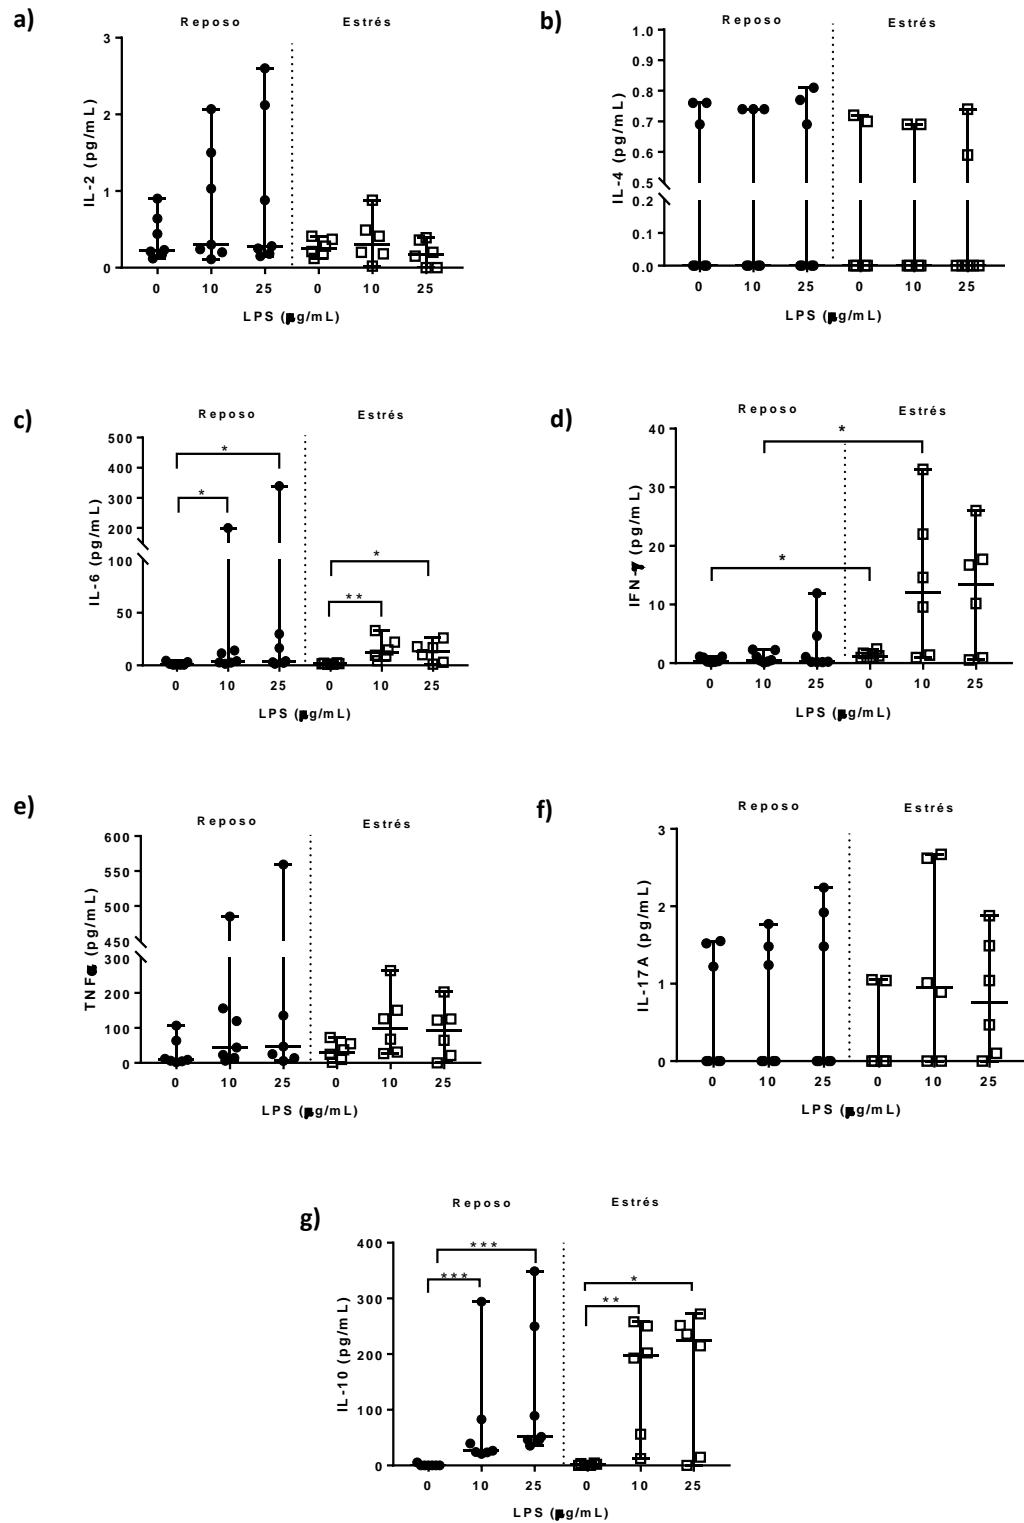 a)
Reposo Estrés
IL-2 (pg/mL)
3
2
1
0
0 10 25 0 10 25
LPS (μg/mL)
b)
Reposo Estrés
IL-4 (pg/mL)
1.0
0.9
0.8
0.7
0.6
0.5
0.2
0.1
0.0
0 10 25 0 10 25
LPS (μg/mL)
c)
Reposo Estrés
IL-6 (pg/mL)
500
400
300
200
100
50
0
*
*
*
**
0 10 25 0 10 25
LPS (μg/mL)
d)
Reposo Estrés
IFN-γ (pg/mL)
40
30
20
10
0
*
*
0 10 25 0 10 25
LPS (μg/mL)
e)
Reposo Estrés
TNFα (pg/mL)
600
550
500
450
300
200
100
0
0 10 25 0 10 25
LPS (μg/mL)
f)
Reposo Estrés
IL-17A (pg/mL)
3
2
1
0
0 10 25 0 10 25
LPS (μg/mL)
g)
Reposo Estrés
IL-10 (pg/mL)
400
300
200
100
0
***
***
*
**
0 10 25 0 10 25
LPS (μg/mL)